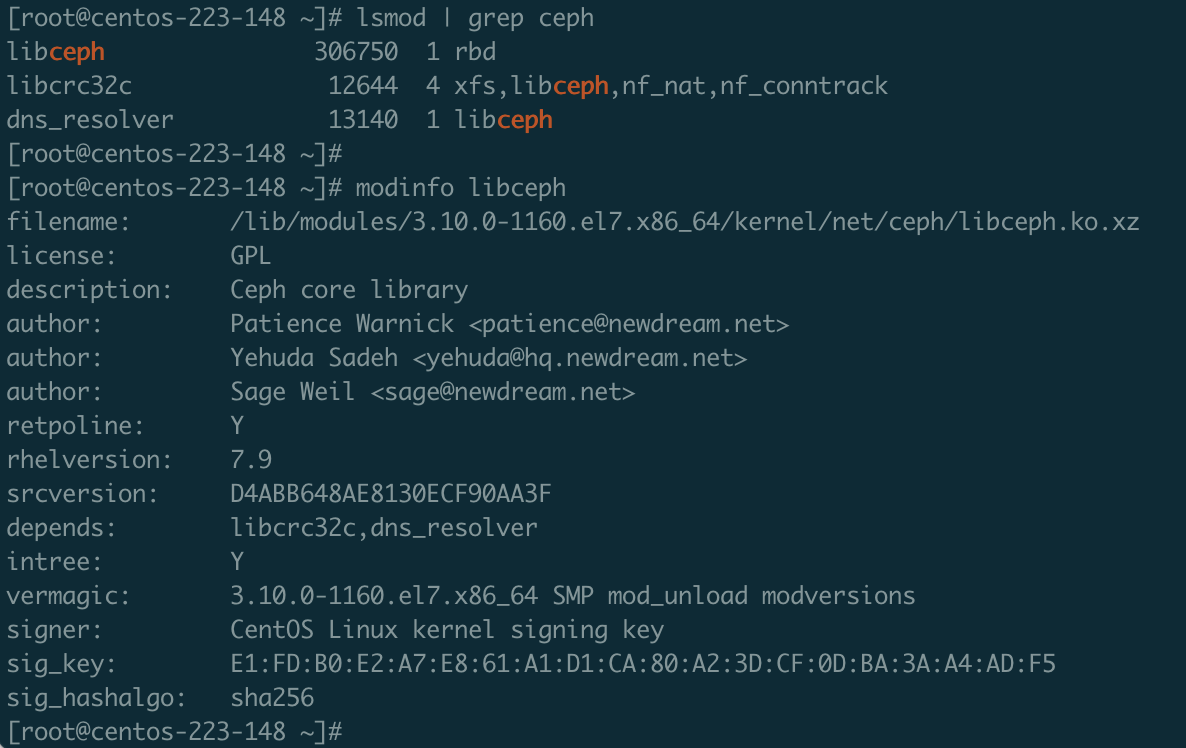 [root@centos-223-148 ~]# lsmod | grep ceph
libceph               306750  1 rbd
libcrc32c              12644  4 xfs,libceph,nf_nat,nf_conntrack
dns_resolver           13140  1 libceph
[root@centos-223-148 ~]#
[root@centos-223-148 ~]# modinfo libceph
filename:       /lib/modules/3.10.0-1160.el7.x86_64/kernel/net/ceph/libceph.ko.xz
license:        GPL
description:    Ceph core library
author:         Patience Warnick <patience@newdream.net>
author:         Yehuda Sadeh <yehuda@hq.newdream.net>
author:         Sage Weil <sage@newdream.net>
retpoline:      Y
rhelversion:    7.9
srcversion:     D4ABB648AE8130ECF90AA3F
depends:        libcrc32c,dns_resolver
intree:         Y
vermagic:       3.10.0-1160.el7.x86_64 SMP mod_unload modversions
signer:         CentOS Linux kernel signing key
sig_key:        E1:FD:B0:E2:A7:E8:61:A1:D1:CA:80:A2:3D:CF:0D:BA:3A:A4:AD:F5
sig_hashalgo:   sha256
[root@centos-223-148 ~]#